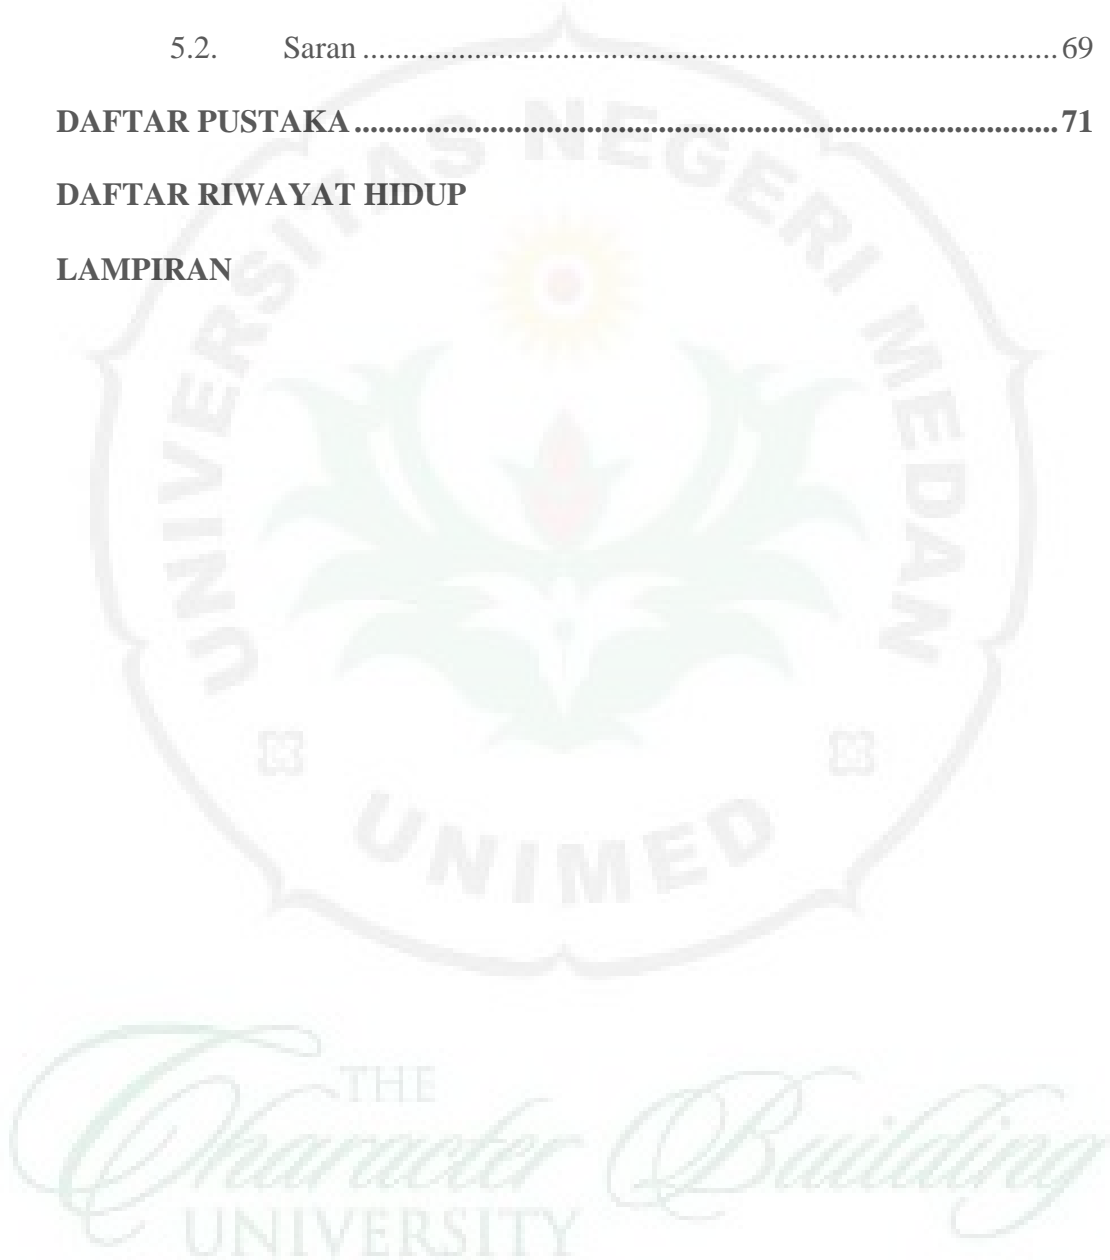 5.2. Saran ........................................................................................ 69
DAFTAR PUSTAKA ........................................................................................ 71
DAFTAR RIWAYAT HIDUP
LAMPIRAN
UNIVERSITAS NEGERI MEDAN
UNIMED
THE
Character Building
UNIVERSITY